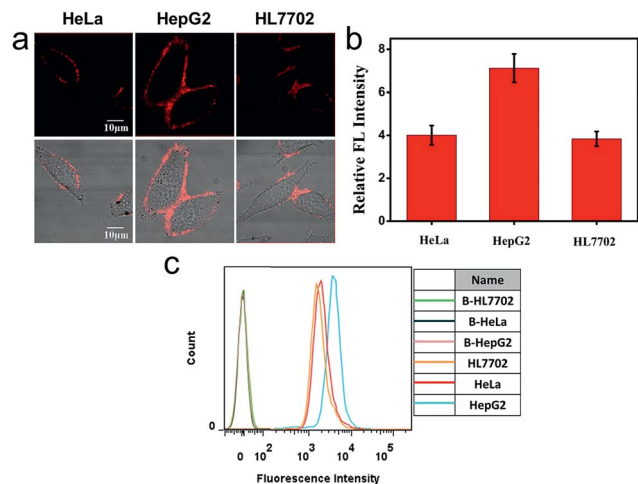 a
HeLa
HepG2
HL7702
10μm
10μm
b
Relative FL Intensity
8
6
4
2
0
HeLa
HepG2
HL7702
c
Count
0
0 10^2 10^3 10^4 10^5
Fluorescence Intensity
Name
B-HL7702
B-HeLa
B-HepG2
HL7702
HeLa
HepG2